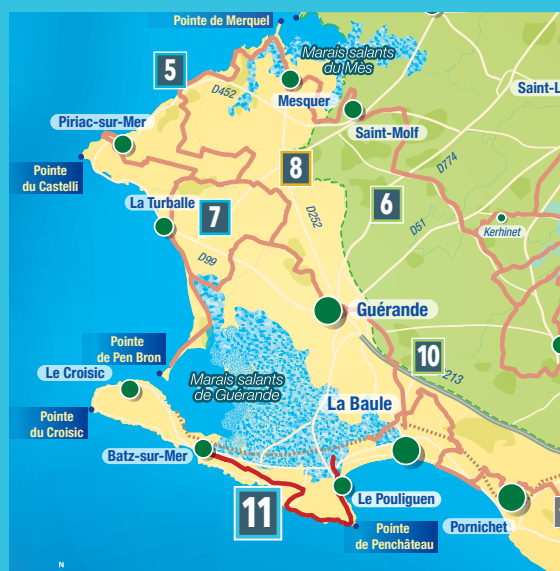 Pointe de Merquel
Marais salants
du Mès
5
D452
Mesquer
Saint-L
Piriac-sur-Mer
Saint-Molf
D774
Pointe
du Castelli
8
6
La Turballe
7
D252
D51
Kerhinet
D99
Guérande
Pointe
de Pen Bron
10
213
Le Croisic
Marais salants
de Guérande
La Baule
Pointe
du Croisic
Batz-sur-Mer
Le Pouliguen
11
Pointe
de Penchâteau
Pornichet
N